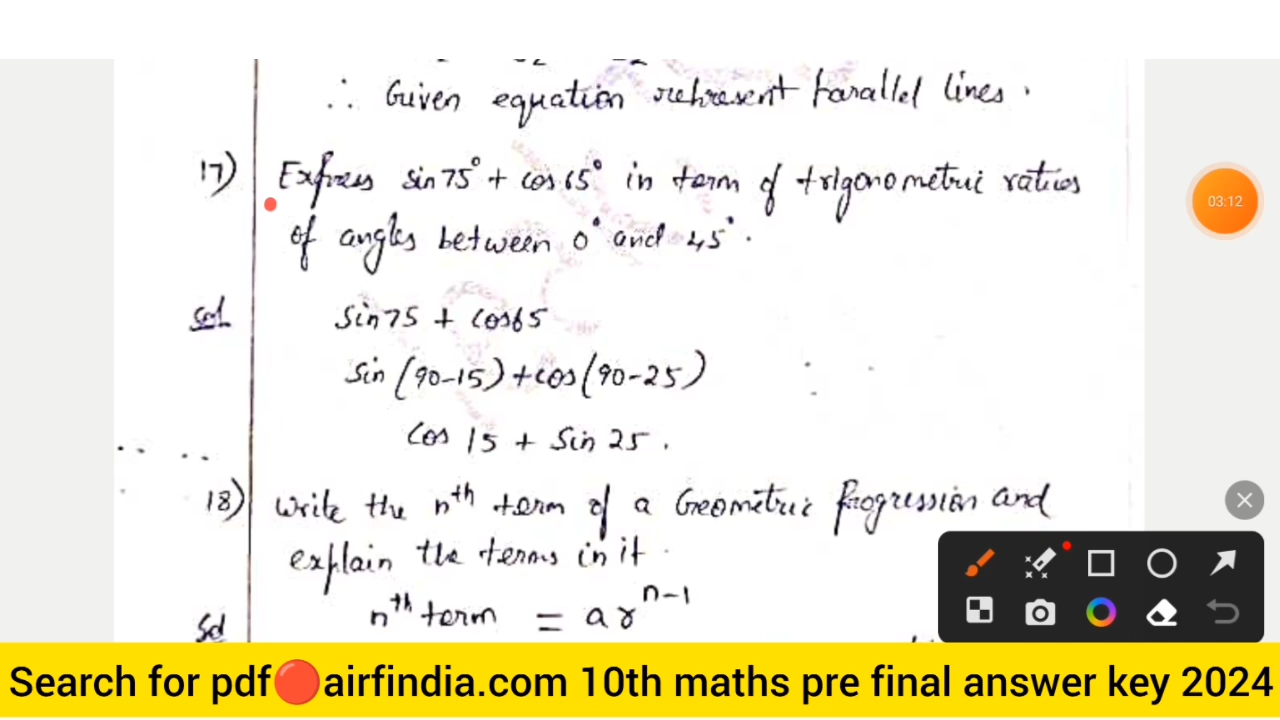 ∴ Given equation represent parallel lines.
17) Express sin 75° + cos 65° in term of trigonometric ratios
of angles between 0° and 45°.
Sol
Sin 75 + Cos 65
Sin (90-15) + cos (90-25)
Cos 15 + Sin 25.
18) Write the nth term of a Geometric Progression and
explain the terms in it.
Sol nth term = ar^n-1
03:12
Search for pdf🔴airfindia.com 10th maths pre final answer key 2024